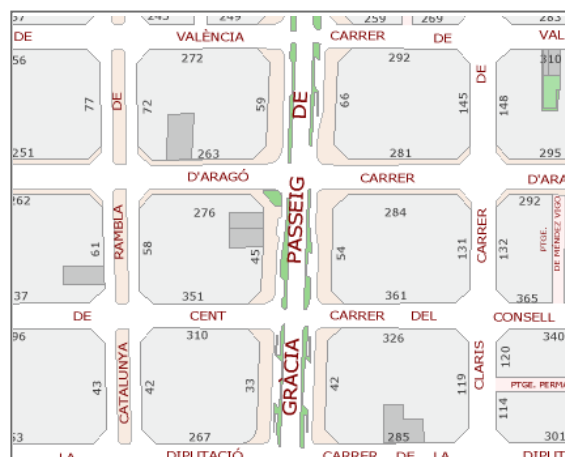 37 245 249 259 269 283
DE VALÈNCIA CARRER DE VAL
56 272 292 310
77 DE 72 59 DE 66 145 DE 148
251 263 281 295
D'ARAGÓ CARRER D'ARA
262 276 284 292
61 RAMBLA 58 45 PASSEIG 54 131 CARRER 132 PTGE. DE MÉNDEZ VIGO
37 351 361 365
DE CENT CARRER DEL CONSELL
96 310 326 340
43 CATALUNYA 42 33 GRÀCIA 42 119 CLARIS 120
PTGE. PERMA
114
53 267 285 301
LA DIPUTACIÓ CARRER DE LA DIPUT